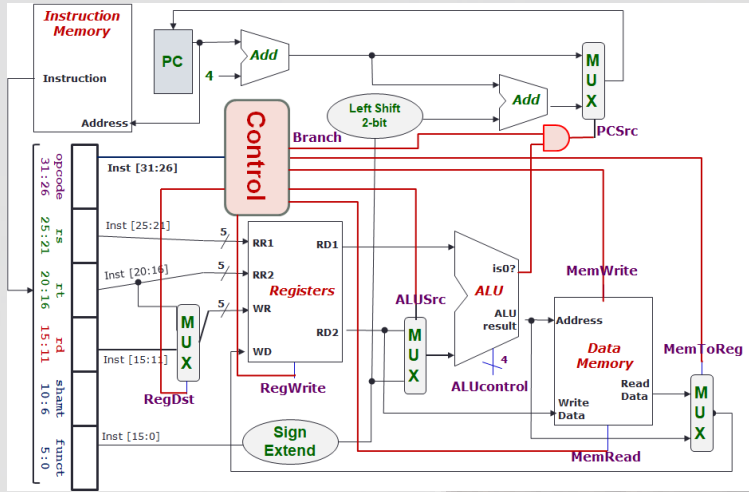 Instruction
Memory
Instruction
Address
PC
4
Add
Add
Left Shift
2-bit
M
U
X
PCSrc
Control
Branch
opcode
31:26
rs
25:21
rt
20:16
rd
15:11
shamt
10:6
funct
5:0
Inst [31:26]
Inst [25:21]
Inst [20:16]
Inst [15:11]
Inst [15:0]
5
5
5
M
U
X
RegDst
RR1
RR2
WR
WD
RD1
RD2
Registers
RegWrite
Sign
Extend
ALUSrc
M
U
X
is0?
ALU
ALU
result
4
ALUcontrol
MemWrite
Address
Data
Memory
Read
Data
Write
Data
MemRead
MemToReg
M
U
X